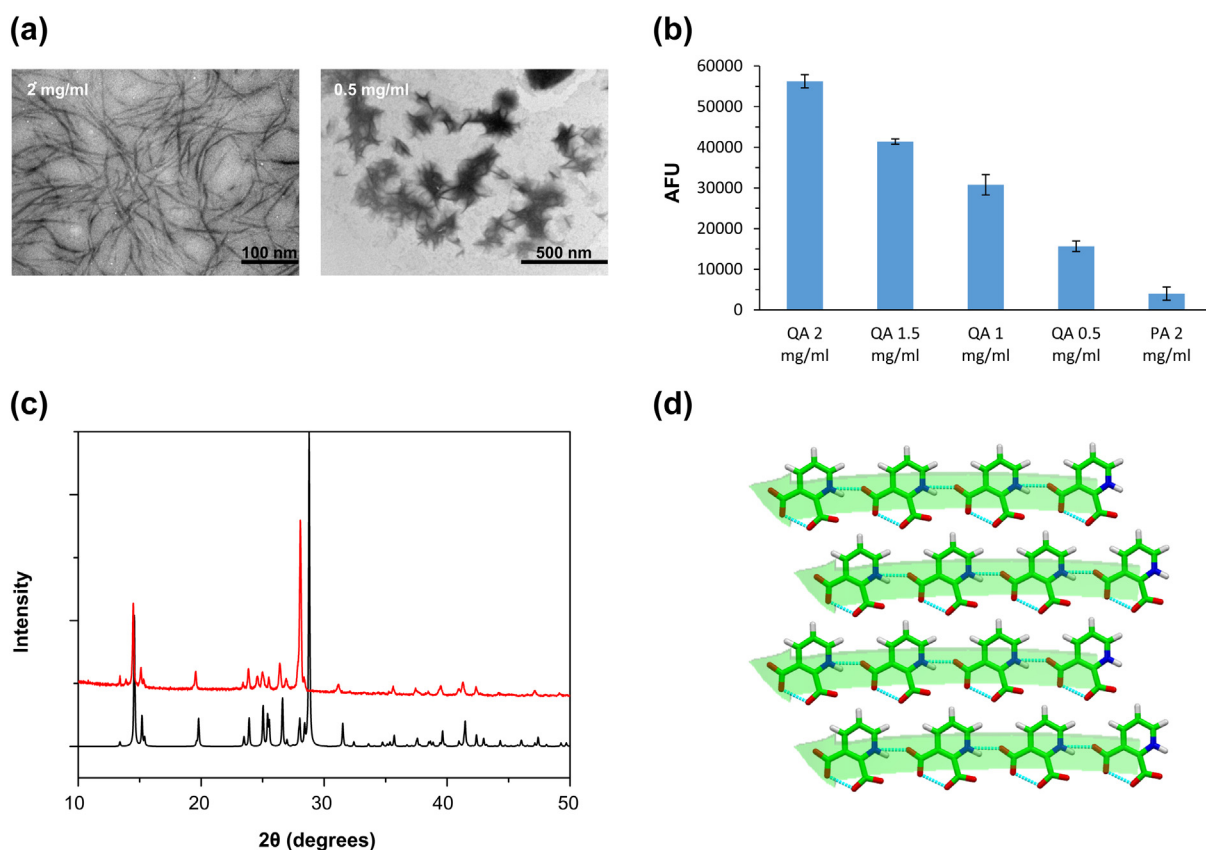 (a)
2 mg/ml
100 nm
0.5 mg/ml
500 nm
(b)
60000
50000
40000
30000
20000
10000
0
AFU
QA 2
mg/ml
QA 1.5
mg/ml
QA 1
mg/ml
QA 0.5
mg/ml
PA 2
mg/ml
(c)
Intensity
10
20
30
40
50
2θ (degrees)
(d)